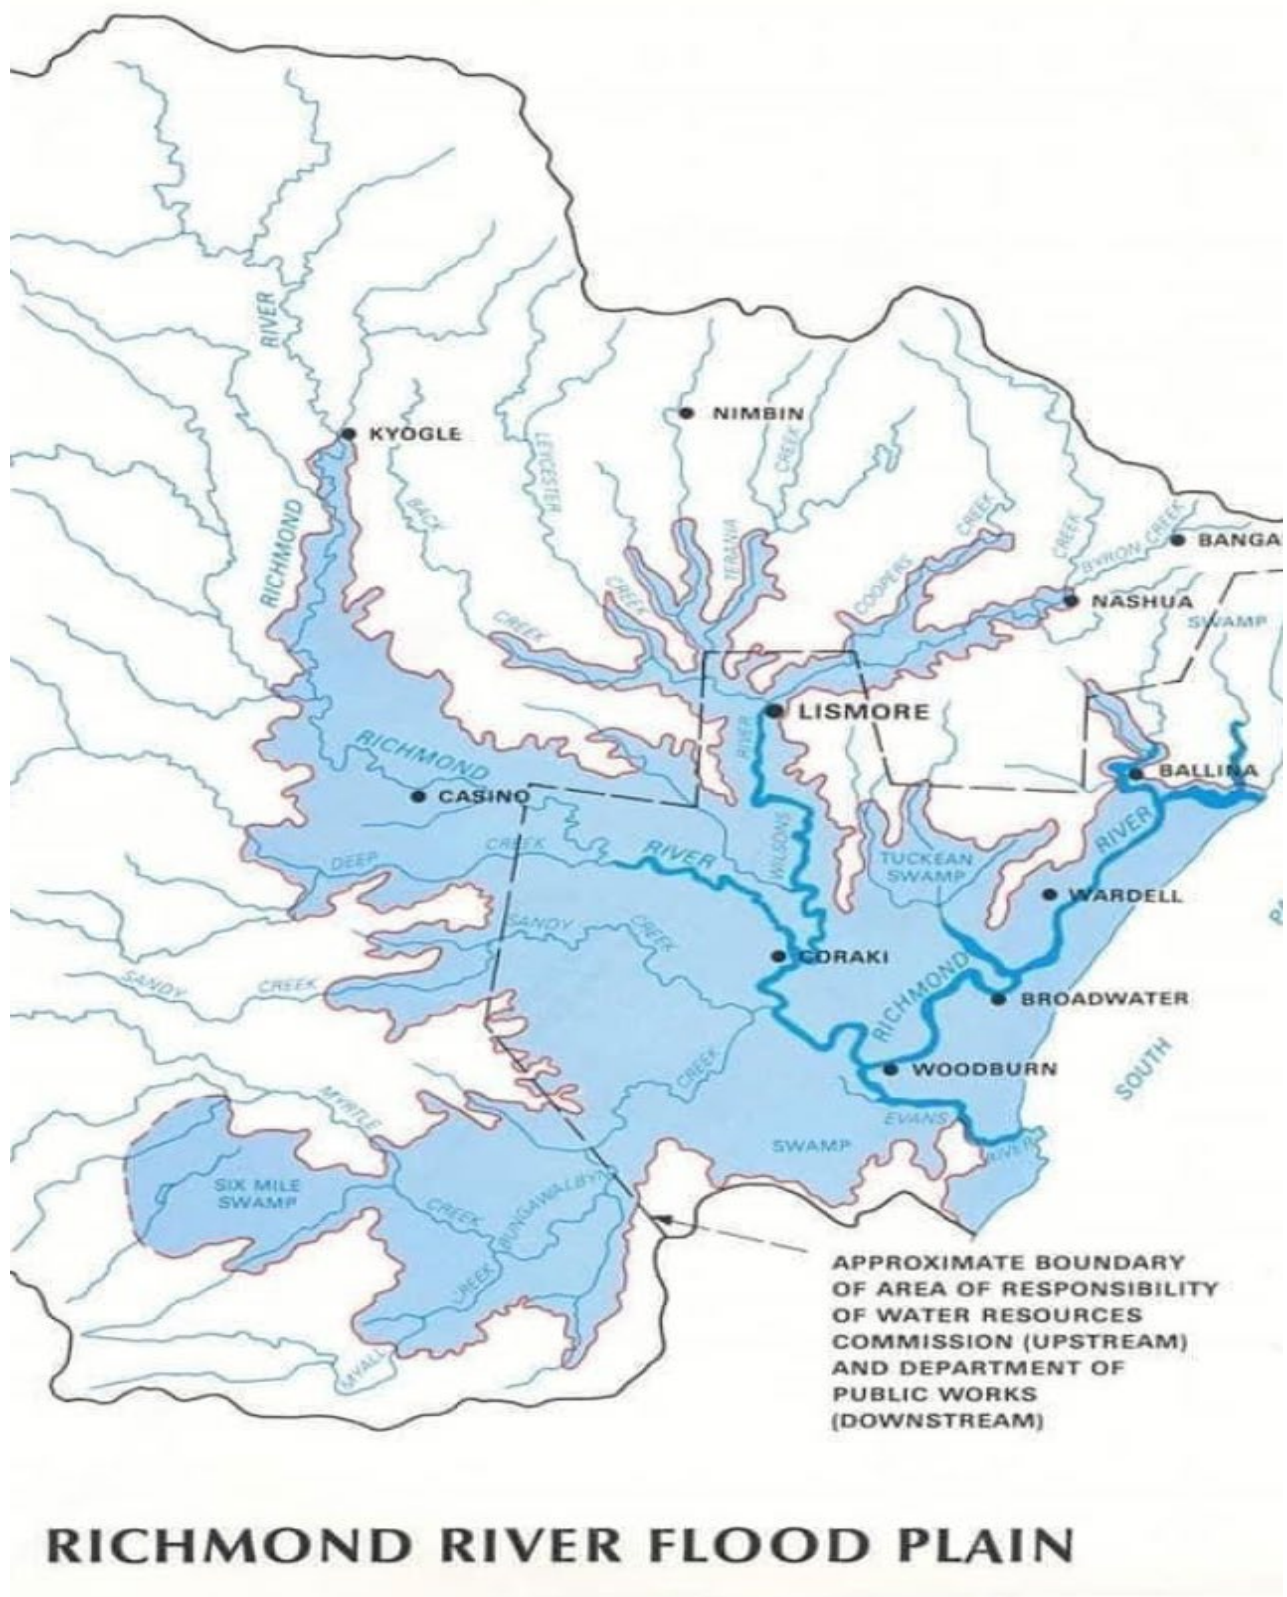 RIVER
KYOGLE
NIMBIN
LEYCESTER
CREEK
RICHMOND
BACK
CREEK
CREEK
TERANIA
COOPERS
CREEK
CREEK
BYRON CREEK
BANGA
NASHUA
SWAMP
LISMORE
RIVER
RICHMOND
CASINO
BALLINA
RIVER
DEEP
CREEK
RIVER
WILSONS
TUCKEAN
SWAMP
WARDELL
SANDY
CREEK
CORAKI
RICHMOND
SANDY
CREEK
BROADWATER
WOODBURN
SOUTH
PA
CREEK
MYRTLE
EVANS
RIVER
SWAMP
SIX MILE
SWAMP
CREEK
BUNGAWALBYN
CREEK
MYALL
APPROXIMATE BOUNDARY
OF AREA OF RESPONSIBILITY
OF WATER RESOURCES
COMMISSION (UPSTREAM)
AND DEPARTMENT OF
PUBLIC WORKS
(DOWNSTREAM)
RICHMOND RIVER FLOOD PLAIN